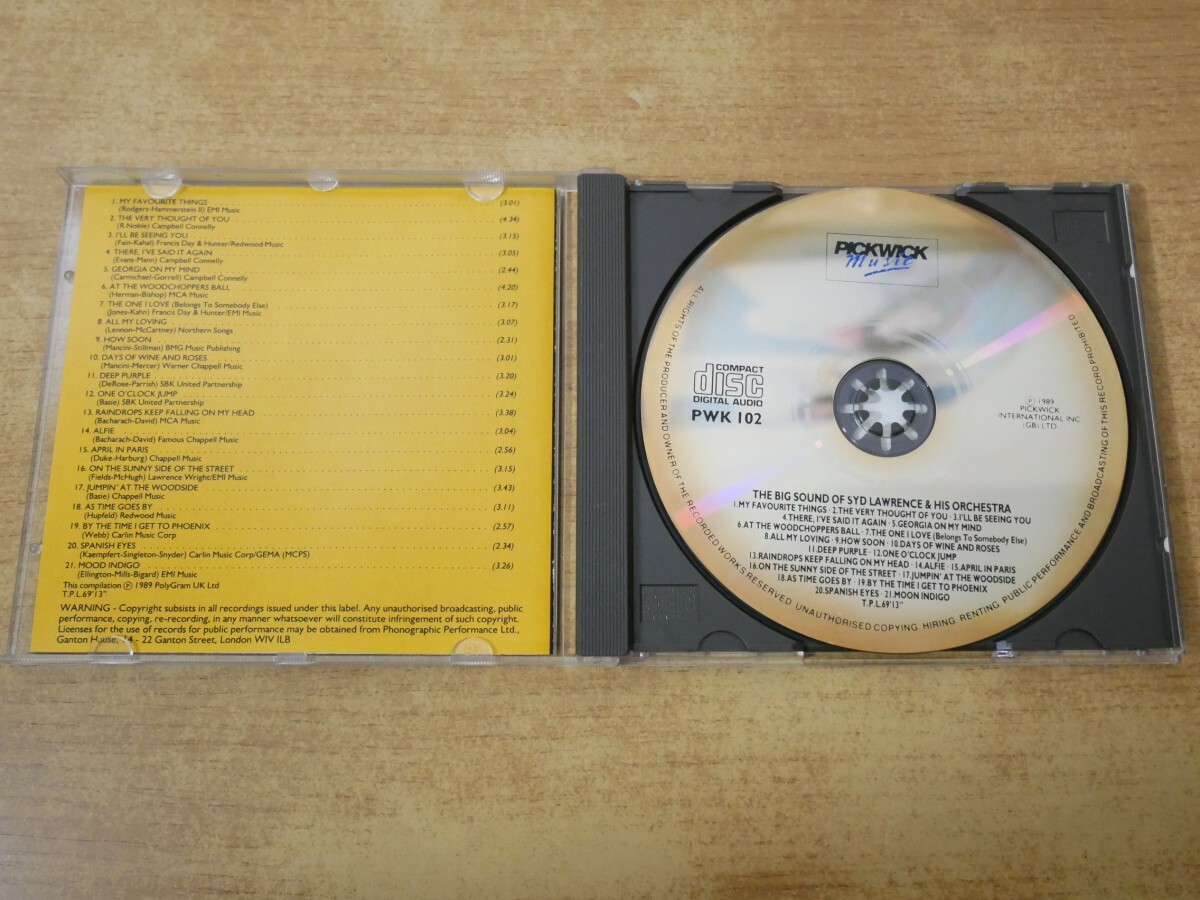 1. MY FAVOURITE THINGS (3.01)
(Rodgers-Hammerstein II) EMI Music
2. THE VERY THOUGHT OF YOU (4.34)
(R.Noble) Campbell Connelly
3. I'LL BE SEEING YOU (3.15)
(Fain-Kahal) Francis Day & Hunter/Redwood Music
4. THERE, I'VE SAID IT AGAIN (3.05)
(Evans-Mann) Campbell Connelly
5. GEORGIA ON MY MIND (2.44)
(Carmichael-Gorrell) Campbell Connelly
6. AT THE WOODCHOPPERS BALL (4.20)
(Herman-Bishop) MCA Music
7. THE ONE I LOVE (Belongs To Somebody Else) (3.17)
(Jones-Kahn) Francis Day & Hunter/EMI Music
8. ALL MY LOVING (3.07)
(Lennon-McCartney) Northern Songs
9. HOW SOON (2.31)
(Mancini-Stillman) BMG Music Publishing
10. DAYS OF WINE AND ROSES (3.01)
(Mancini-Mercer) Warner Chappell Music
11. DEEP PURPLE (3.20)
(DeRose-Parrish) SBK United Partnership
12. ONE O'CLOCK JUMP (3.24)
(Basie) SBK United Partnership
13. RAINDROPS KEEP FALLING ON MY HEAD (3.38)
(Bacharach-David) MCA Music
14. ALFIE (3.04)
(Bacharach-David) Famous Chappell Music
15. APRIL IN PARIS (2.56)
(Duke-Harburg) Chappell Music
16. ON THE SUNNY SIDE OF THE STREET (3.15)
(Fields-McHugh) Lawrence Wright/EMI Music
17. JUMPIN' AT THE WOODSIDE (3.43)
(Basie) Chappell Music
18. AS TIME GOES BY (3.11)
(Hupfeld) Redwood Music
19. BY THE TIME I GET TO PHOENIX (2.57)
(Webb) Carlin Music Corp
20. SPANISH EYES (2.34)
(Kaempfert-Singleton-Snyder) Carlin Music Corp/GEMA (MCPS)
21. MOOD INDIGO (3.26)
(Ellington-Mills-Bigard) EMI Music
This compilation ℗ 1989 PolyGram UK Ltd
T.P.L.69'13"
WARNING - Copyright subsists in all recordings issued under this label. Any unauthorised broadcasting, public
performance, copying, re-recording, in any manner whatsoever will constitute infringement of such copyright.
Licenses for the use of records for public performance may be obtained from Phonographic Performance Ltd.,
Ganton House, 14 - 22 Ganton Street, London WIV ILB
PICKWICK
Music
COMPACT
disc
DIGITAL AUDIO
PWK 102
℗ 1989
PICKWICK
INTERNATIONAL INC
(GB) LTD
THE BIG SOUND OF SYD LAWRENCE & HIS ORCHESTRA
1.MY FAVOURITE THINGS · 2.THE VERY THOUGHT OF YOU · 3.I'LL BE SEEING YOU
4.THERE, I'VE SAID IT AGAIN · 5.GEORGIA ON MY MIND
6.AT THE WOODCHOPPERS BALL · 7.THE ONE I LOVE (Belongs To Somebody Else)
8.ALL MY LOVING · 9.HOW SOON · 10.DAYS OF WINE AND ROSES
11.DEEP PURPLE · 12.ONE O'CLOCK JUMP
13.RAINDROPS KEEP FALLING ON MY HEAD · 14.ALFIE · 15.APRIL IN PARIS
16.ON THE SUNNY SIDE OF THE STREET · 17.JUMPIN' AT THE WOODSIDE
18.AS TIME GOES BY · 19.BY THE TIME I GET TO PHOENIX
20.SPANISH EYES · 21.MOON INDIGO
T.P.L.69'13"
ALL RIGHTS OF THE PRODUCER AND OWNER OF THE RECORDED WORKS RESERVED UNAUTHORISED COPYING HIRING RENTING PUBLIC PERFORMANCE AND BROADCASTING OF THIS RECORD PROHIBITED